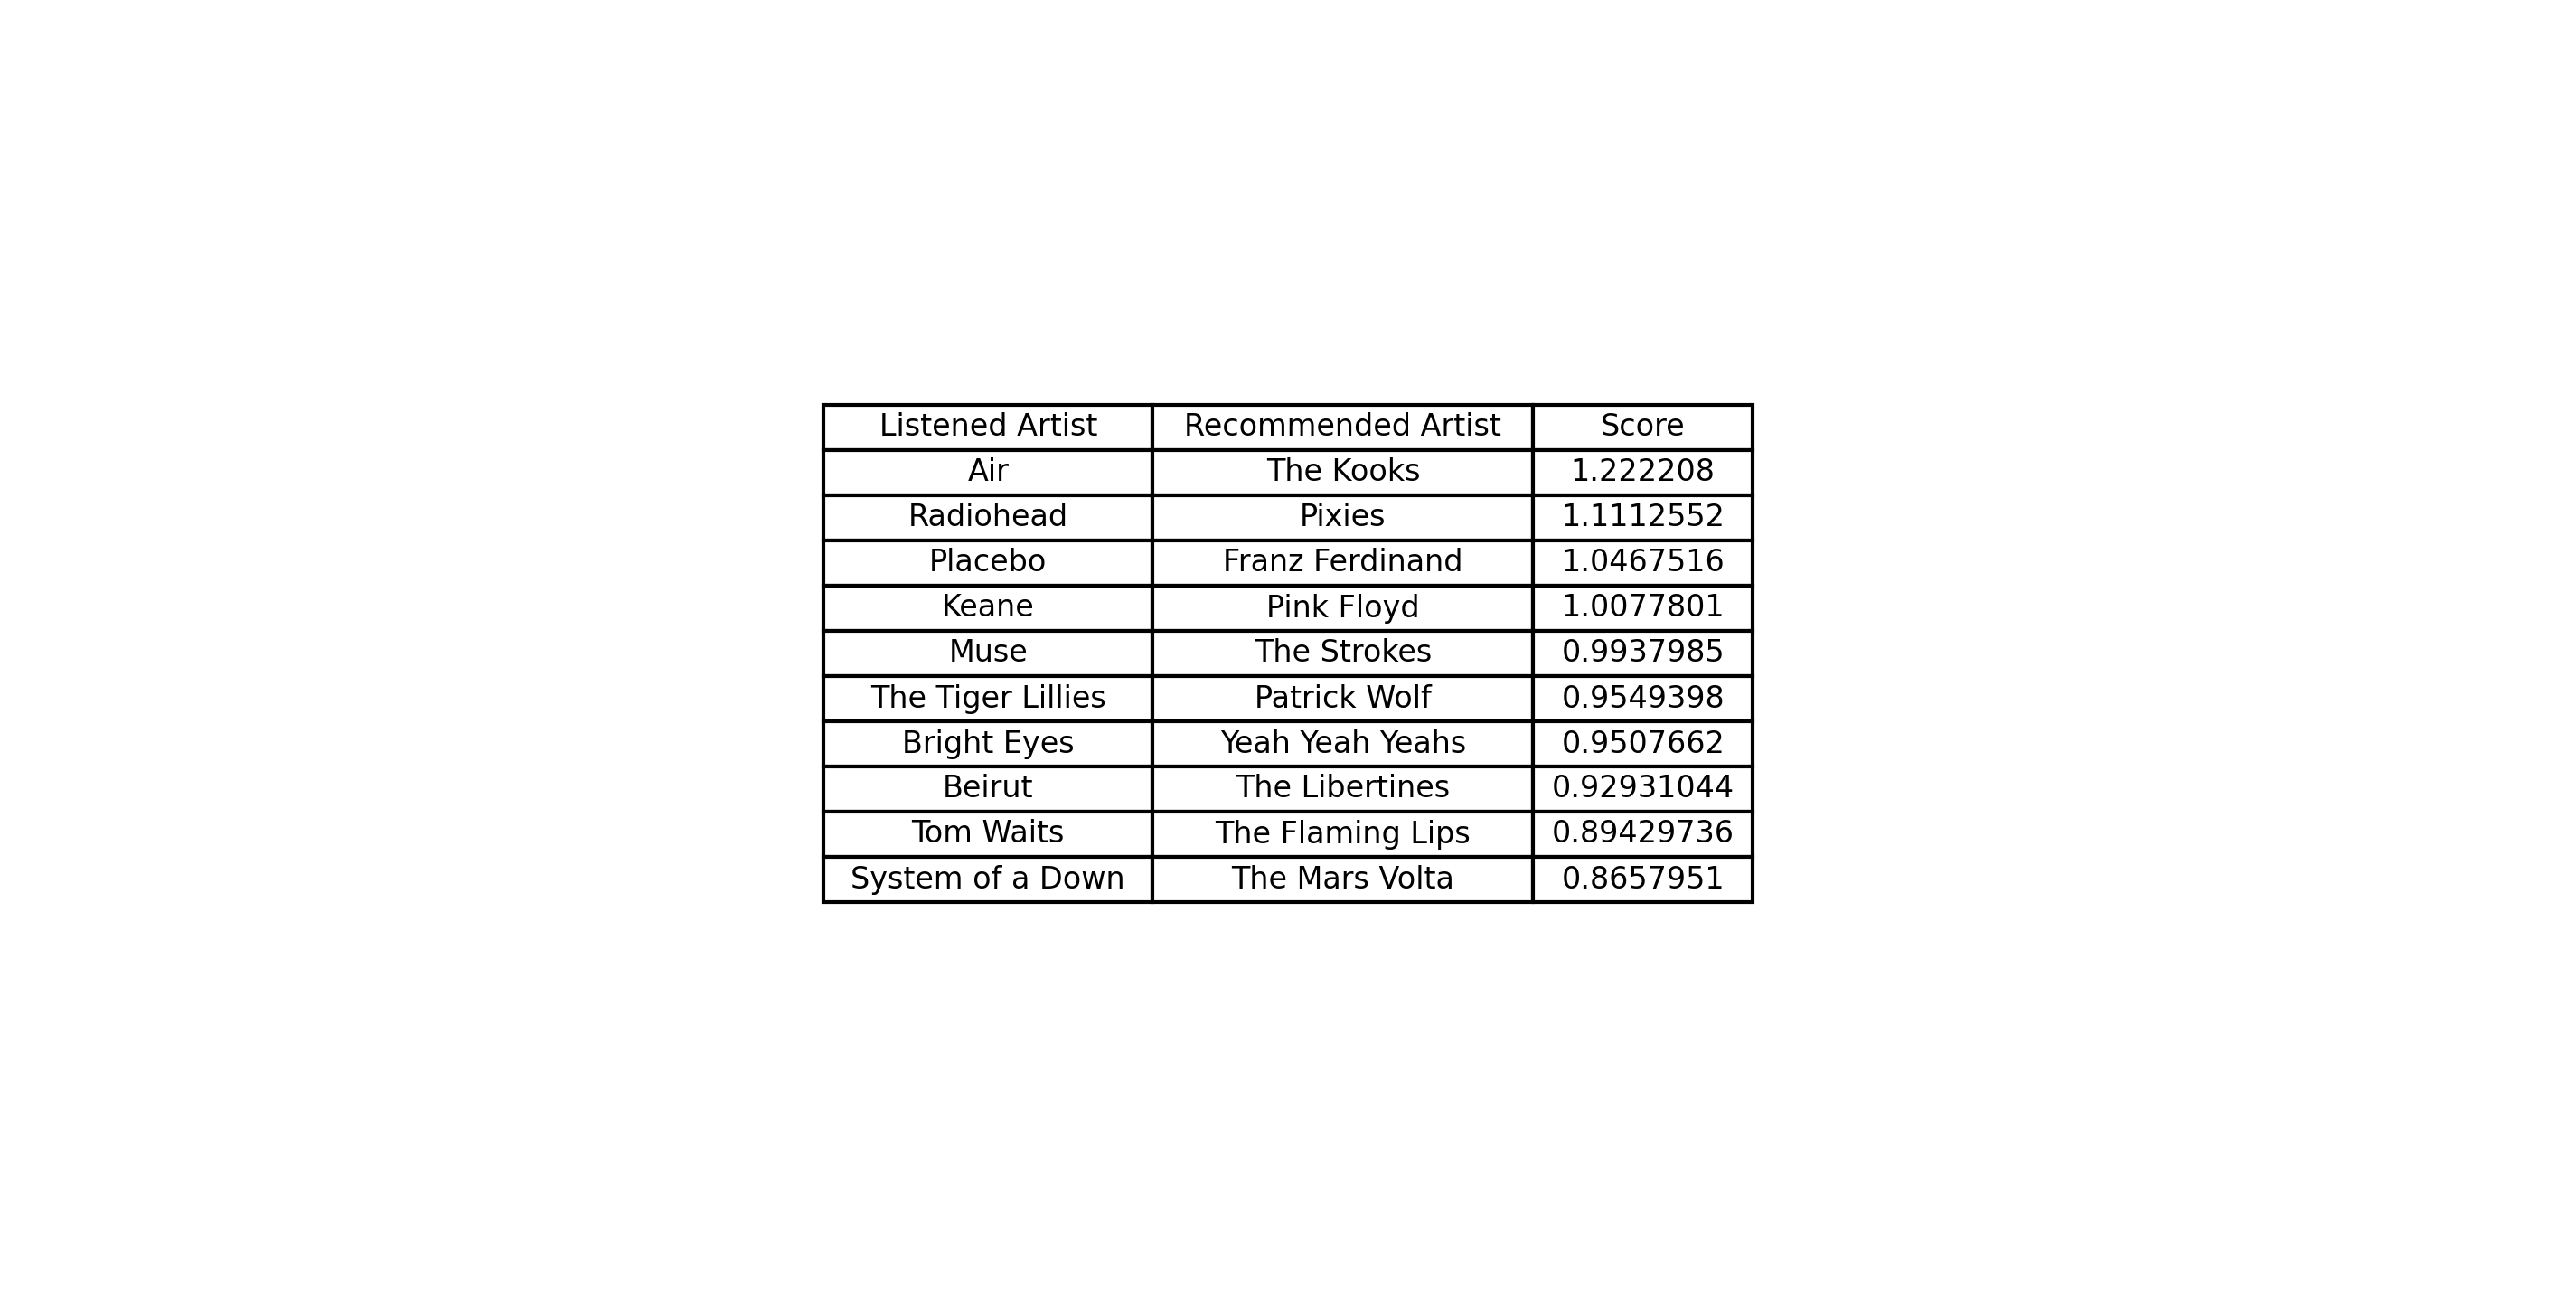 Listened Artist Recommended Artist Score
Air The Kooks 1.222208
Radiohead Pixies 1.1112552
Placebo Franz Ferdinand 1.0467516
Keane Pink Floyd 1.0077801
Muse The Strokes 0.9937985
The Tiger Lillies Patrick Wolf 0.9549398
Bright Eyes Yeah Yeah Yeahs 0.9507662
Beirut The Libertines 0.92931044
Tom Waits The Flaming Lips 0.89429736
System of a Down The Mars Volta 0.8657951